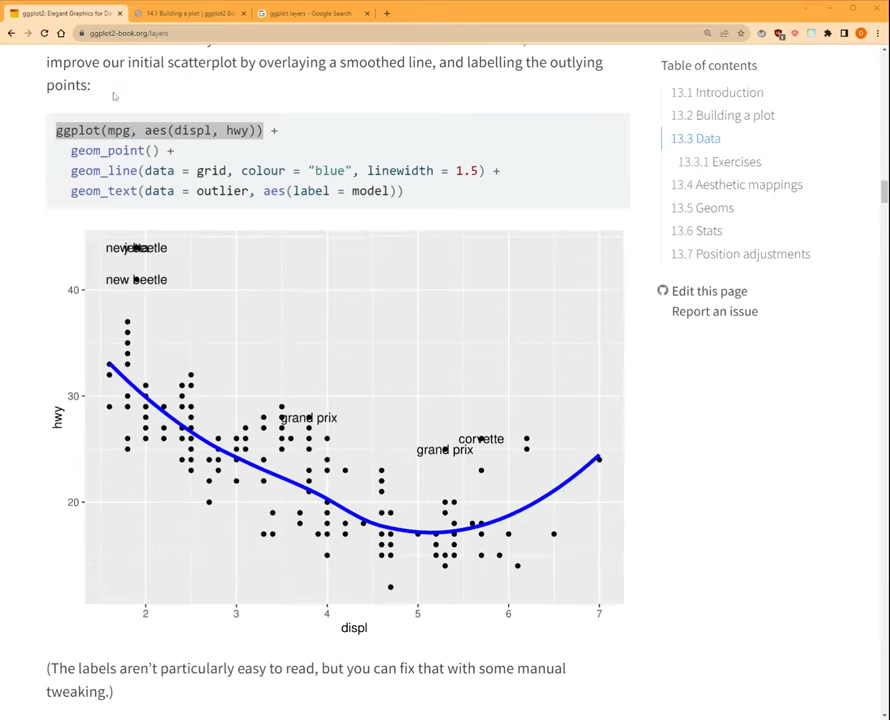 ggplot2: Elegant Graphics for Da
14.1 Building a plot | ggplot2 Bo
ggplot layers - Google Search
ggplot2-book.org/layers
improve our initial scatterplot by overlaying a smoothed line, and labelling the outlying
points:
ggplot(mpg, aes(displ, hwy)) +
geom_point() +
geom_line(data = grid, colour = "blue", linewidth = 1.5) +
geom_text(data = outlier, aes(label = model))
new beetle
new beetle
grand prix
corvette
grand prix
40
30
20
hwy
2
3
4
5
6
7
displ
(The labels aren't particularly easy to read, but you can fix that with some manual
tweaking.)
Table of contents
13.1 Introduction
13.2 Building a plot
13.3 Data
13.3.1 Exercises
13.4 Aesthetic mappings
13.5 Geoms
13.6 Stats
13.7 Position adjustments
Edit this page
Report an issue